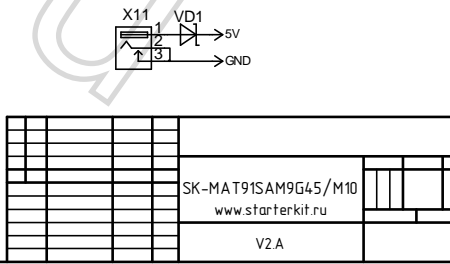 X11 VD1
1 5V
2
3 GND
SK-MAT91SAM9G45/M10
www.starterkit.ru
V2.A